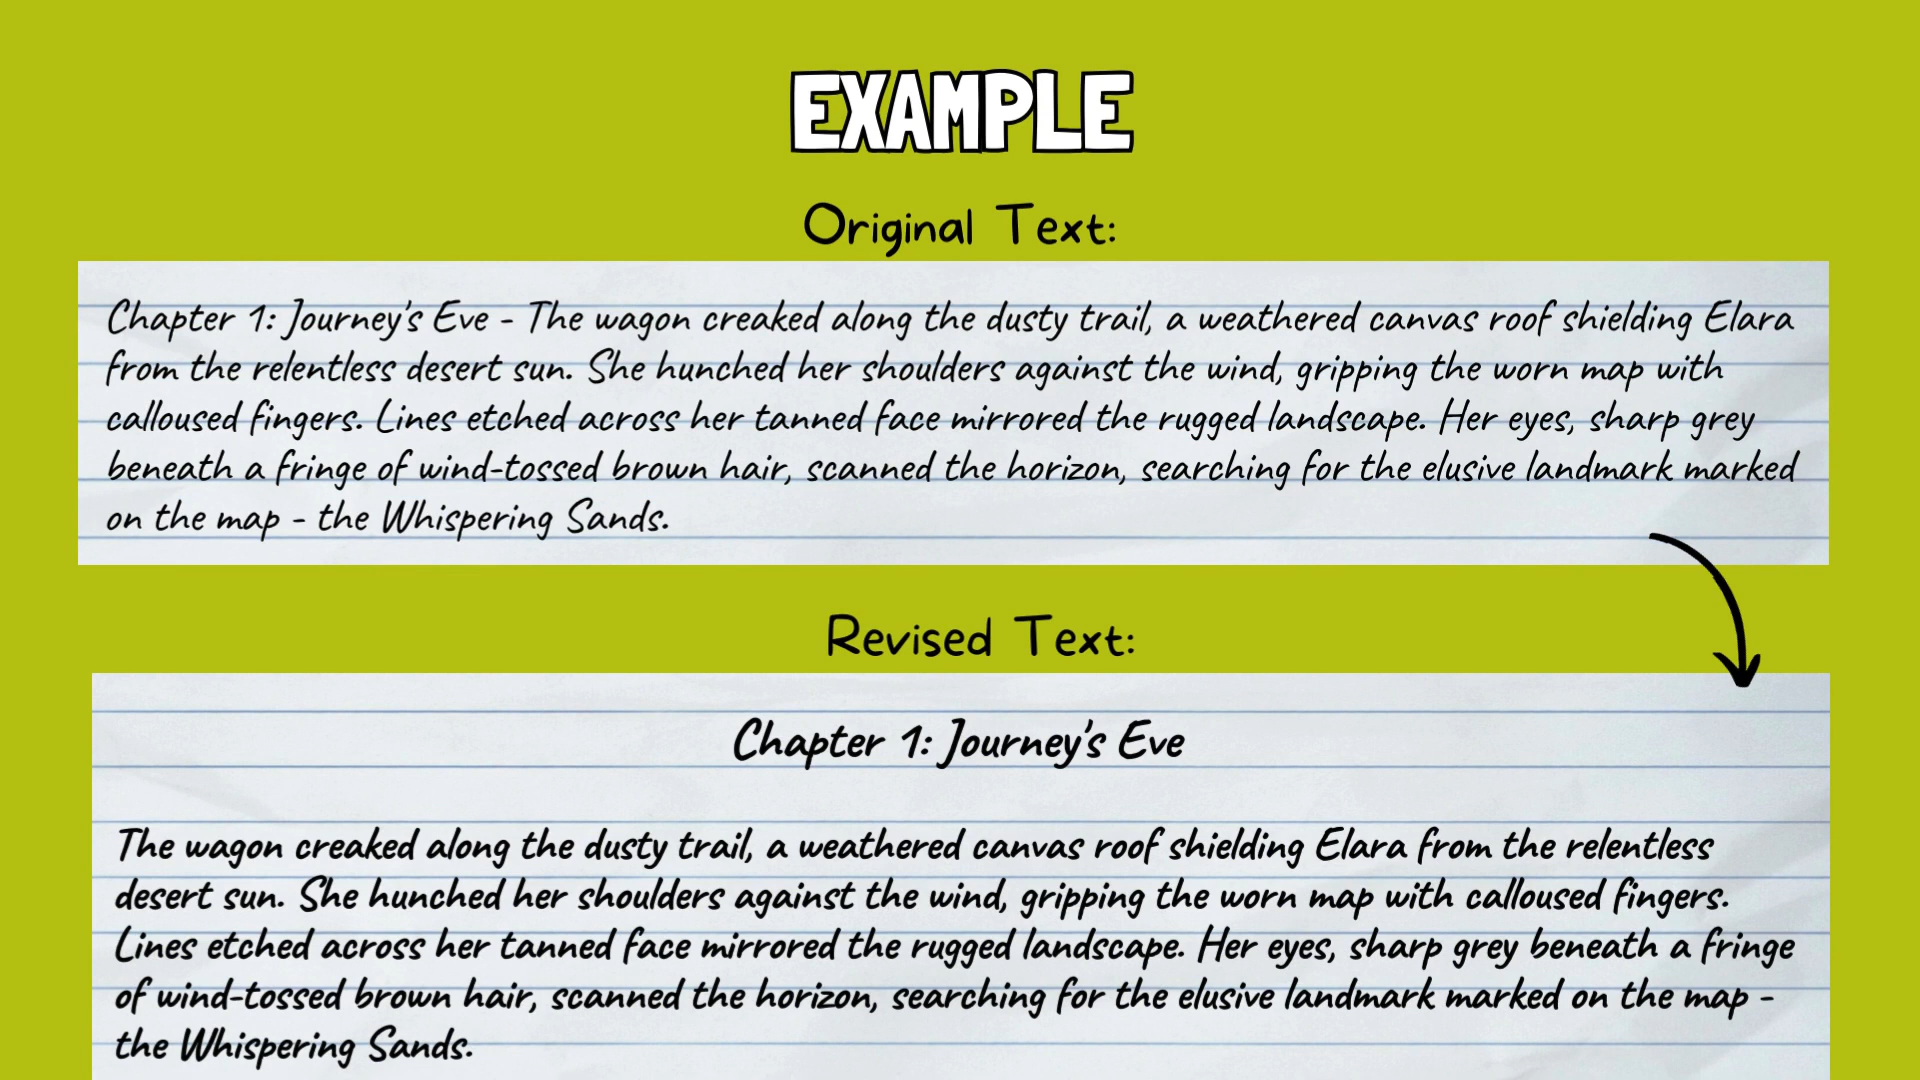 EXAMPLE
Original Text:
Chapter 1: Journey's Eve - The wagon creaked along the dusty trail, a weathered canvas roof shielding Elara
from the relentless desert sun. She hunched her shoulders against the wind, gripping the worn map with
calloused fingers. Lines etched across her tanned face mirrored the rugged landscape. Her eyes, sharp grey
beneath a fringe of wind-tossed brown hair, scanned the horizon, searching for the elusive landmark marked
on the map - the Whispering Sands.
Revised Text:
Chapter 1: Journey's Eve
The wagon creaked along the dusty trail, a weathered canvas roof shielding Elara from the relentless
desert sun. She hunched her shoulders against the wind, gripping the worn map with calloused fingers.
Lines etched across her tanned face mirrored the rugged landscape. Her eyes, sharp grey beneath a fringe
of wind-tossed brown hair, scanned the horizon, searching for the elusive landmark marked on the map -
the Whispering Sands.